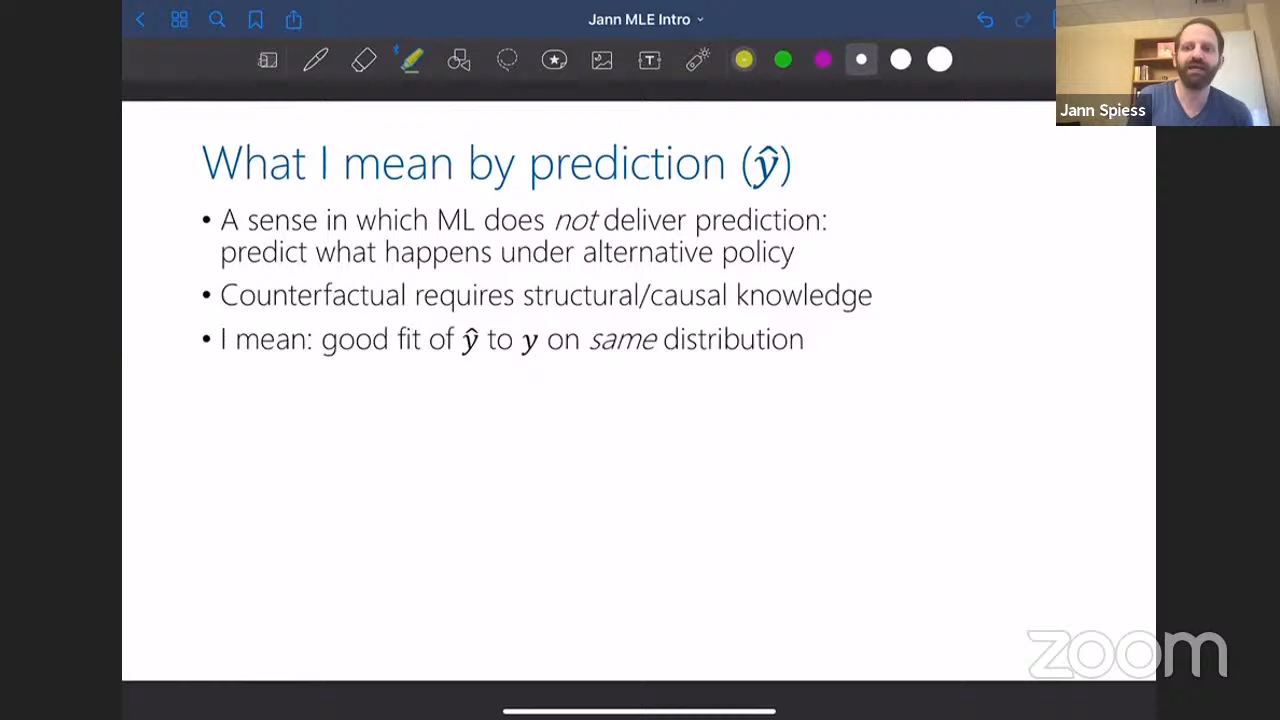 Jann MLE Intro
Jann Spiess
What I mean by prediction (ŷ)
• A sense in which ML does not deliver prediction:
predict what happens under alternative policy
• Counterfactual requires structural/causal knowledge
• I mean: good fit of ŷ to y on same distribution
zoom